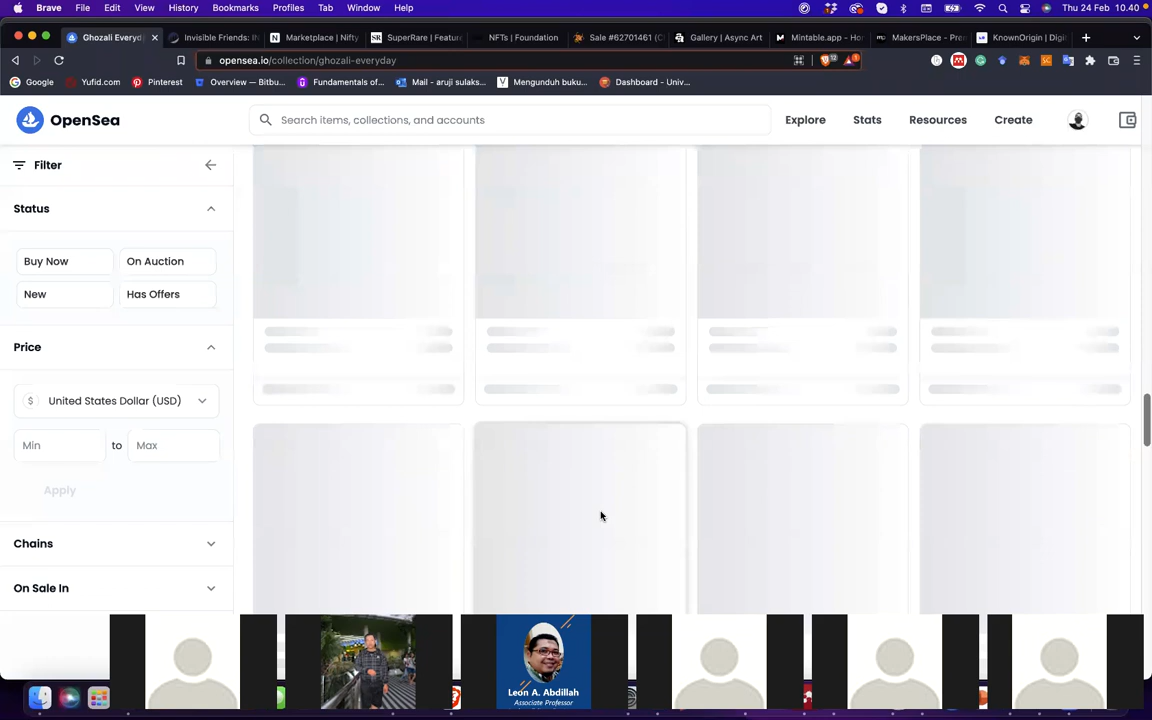 Brave File Edit View History Bookmarks Profiles Tab Window Help Thu 24 Feb 10.40
Ghozali Everyd Invisible Friends: IN Marketplace | Nifty SR SuperRare | Feature NFTs | Foundation Sale #62701461 (C Gallery | Async Art Mintable.app - Hor MakersPlace - Pre KnownOrigin | Digi
opensea.io/collection/ghozali-everyday
Google Yufid.com Pinterest Overview — Bitbu... Fundamentals of... Mail - aruji sulaks... Mengunduh buku... Dashboard - Univ...
OpenSea Search items, collections, and accounts Explore Stats Resources Create
Filter
Status
Buy Now On Auction
New Has Offers
Price
$ United States Dollar (USD)
Min to Max
Apply
Chains
On Sale In
Leon A. Abdillah
Associate Professor